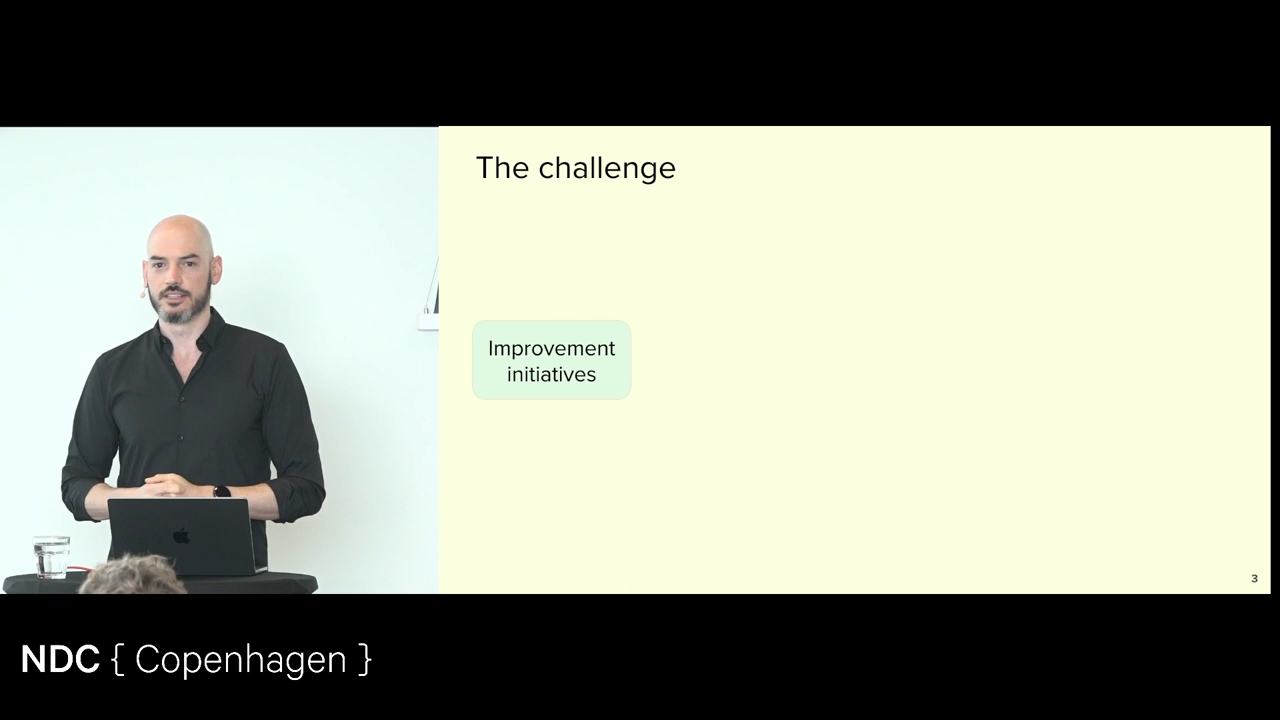 The challenge
Improvement
initiatives
3
NDC { Copenhagen }